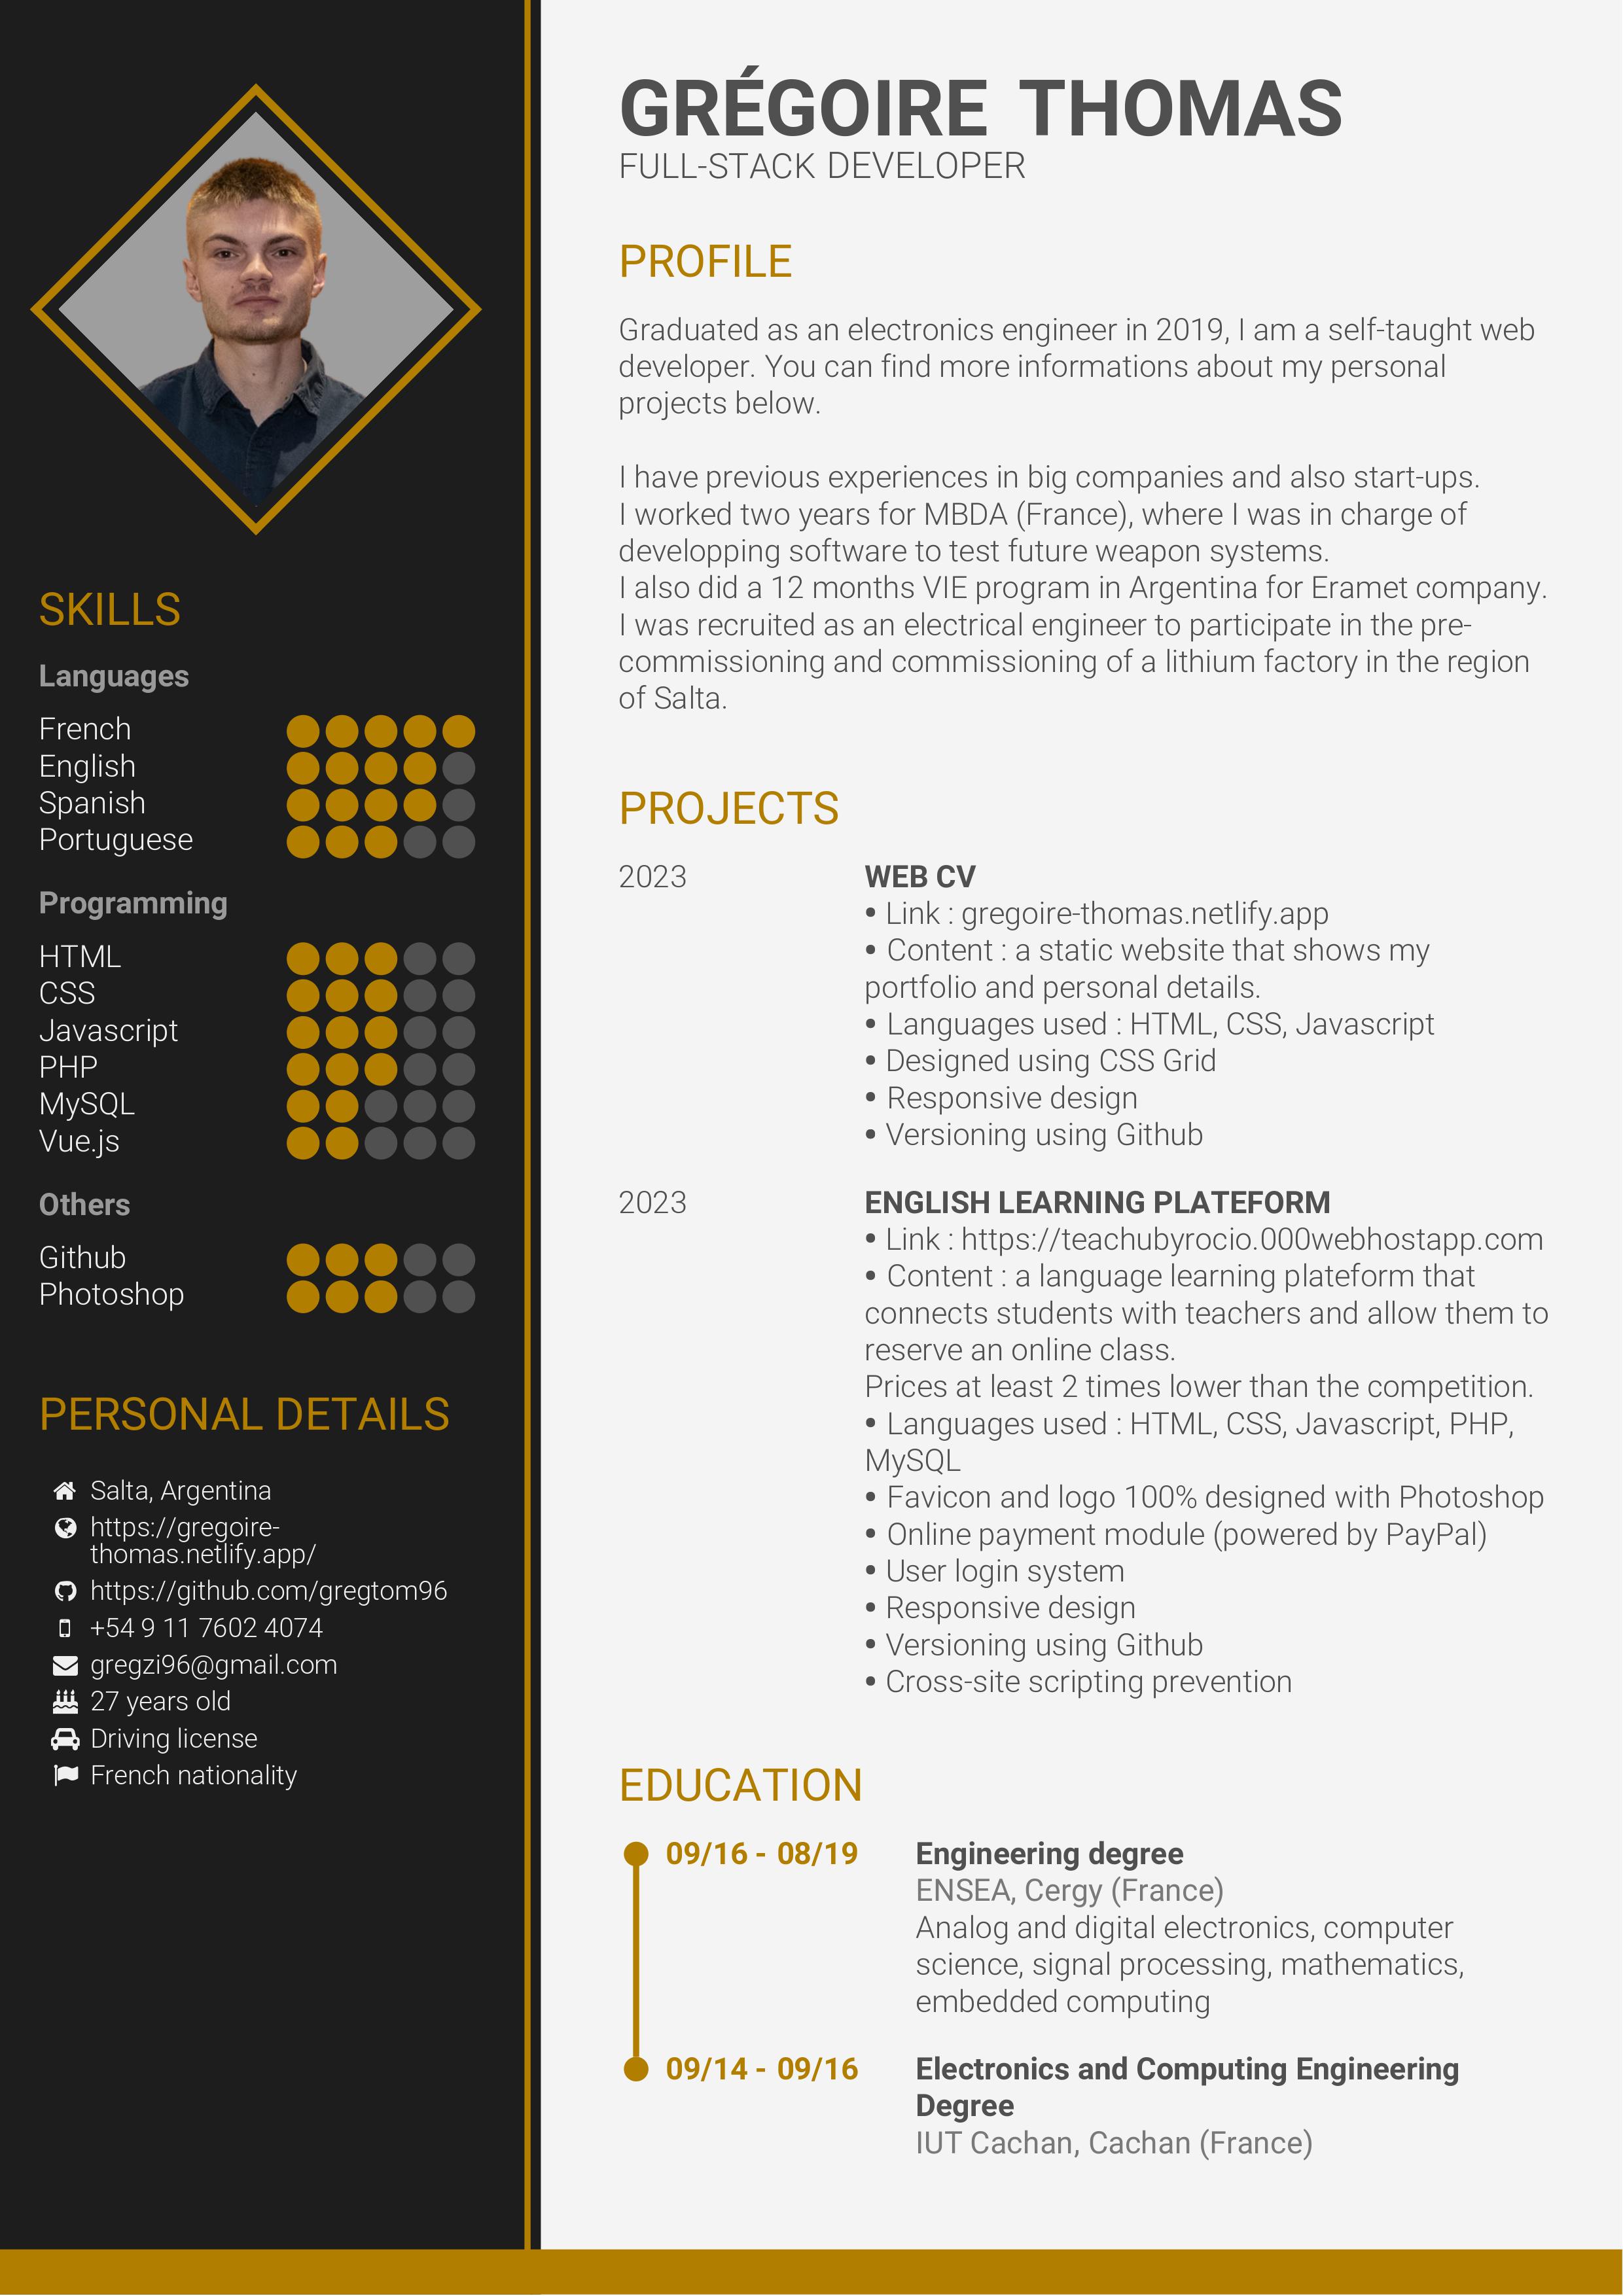 GRÉGOIRE THOMAS
FULL-STACK DEVELOPER
PROFILE
Graduated as an electronics engineer in 2019, I am a self-taught web
developer. You can find more informations about my personal
projects below.
I have previous experiences in big companies and also start-ups.
I worked two years for MBDA (France), where I was in charge of
developping software to test future weapon systems.
I also did a 12 months VIE program in Argentina for Eramet company.
I was recruited as an electrical engineer to participate in the pre-
commissioning and commissioning of a lithium factory in the region
of Salta.
PROJECTS
2023
WEB CV
• Link : gregoire-thomas.netlify.app
• Content : a static website that shows my
portfolio and personal details.
• Languages used : HTML, CSS, Javascript
• Designed using CSS Grid
• Responsive design
• Versioning using Github
2023
ENGLISH LEARNING PLATEFORM
• Link : https://teachubyrocio.000webhostapp.com
• Content : a language learning plateform that
connects students with teachers and allow them to
reserve an online class.
Prices at least 2 times lower than the competition.
• Languages used : HTML, CSS, Javascript, PHP,
MySQL
• Favicon and logo 100% designed with Photoshop
• Online payment module (powered by PayPal)
• User login system
• Responsive design
• Versioning using Github
• Cross-site scripting prevention
EDUCATION
09/16 - 08/19
Engineering degree
ENSEA, Cergy (France)
Analog and digital electronics, computer
science, signal processing, mathematics,
embedded computing
09/14 - 09/16
Electronics and Computing Engineering
Degree
IUT Cachan, Cachan (France)
SKILLS
Languages
French
English
Spanish
Portuguese
Programming
HTML
CSS
Javascript
PHP
MySQL
Vue.js
Others
Github
Photoshop
PERSONAL DETAILS
Salta, Argentina
https://gregoire-
thomas.netlify.app/
https://github.com/gregtom96
+54 9 11 7602 4074
gregzi96@gmail.com
27 years old
Driving license
French nationality